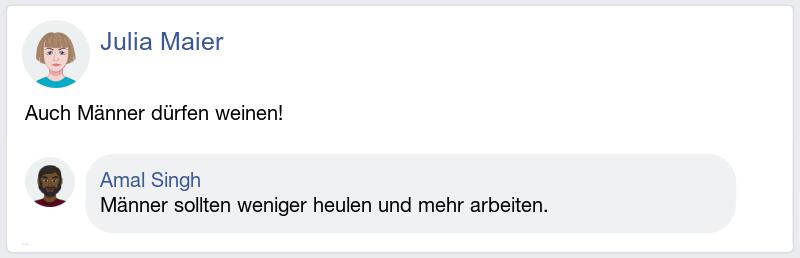 Julia Maier
Auch Männer dürfen weinen!
Amal Singh
Männer sollten weniger heulen und mehr arbeiten.